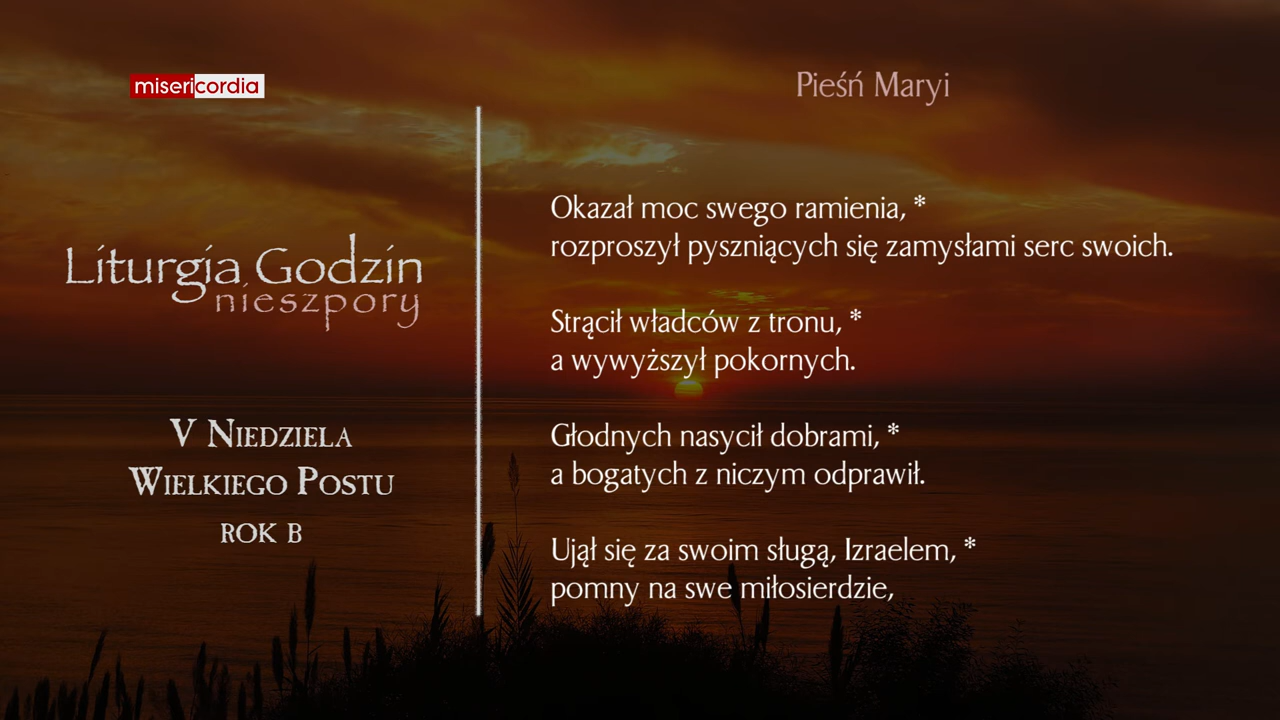 misericordia
Liturgia Godzin
nieszpory
V Niedziela
Wielkiego Postu
rok B
Pieśń Maryi
Okazał moc swego ramienia, *
rozproszył pyszniących się zamysłami serc swoich.
Strącił władców z tronu, *
a wywyższył pokornych.
Głodnych nasycił dobrami, *
a bogatych z niczym odprawił.
Ujął się za swoim sługą, Izraelem, *
pomny na swe miłosierdzie,